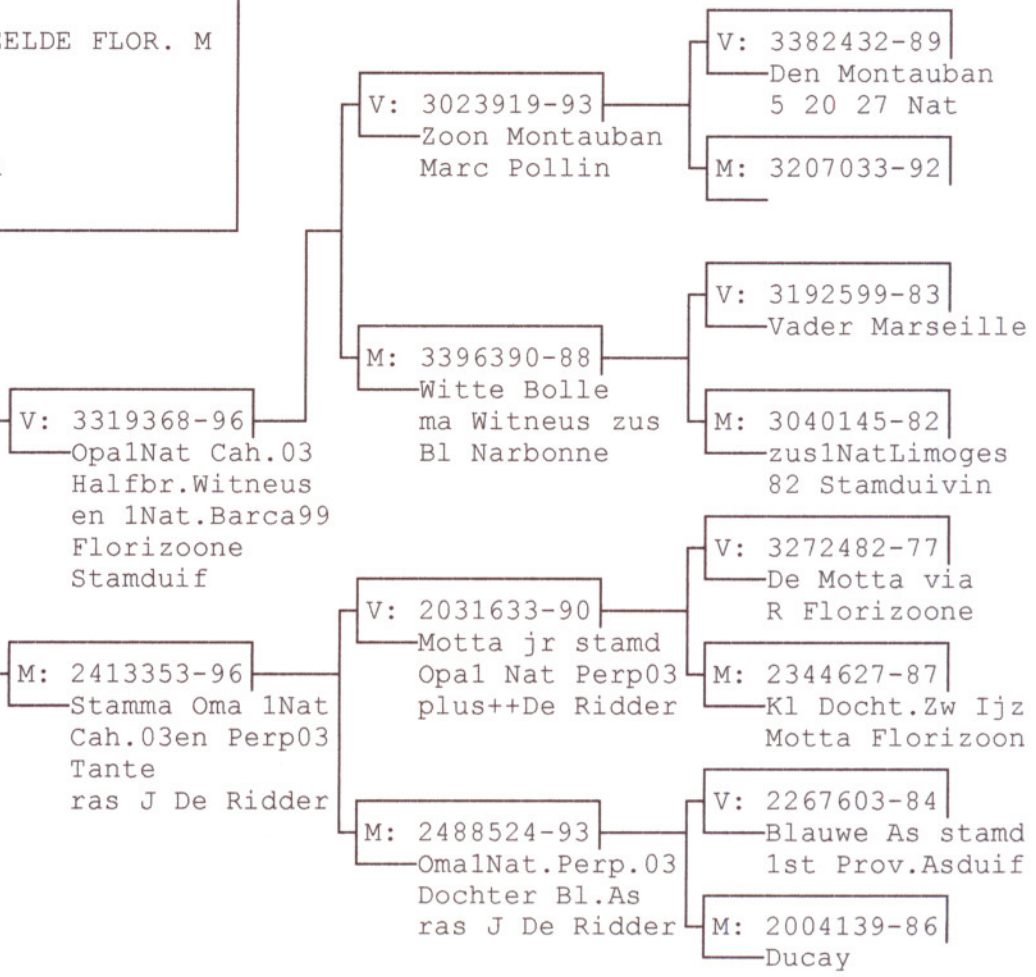 EELDE FLOR. M
V: 3319368-96
Opa1Nat Cah.03
Halfbr.Witneus
en 1Nat.Barca99
Florizoone
Stamduif
M: 2413353-96
Stamma Oma 1Nat
Cah.03en Perp03
Tante
ras J De Ridder
V: 3023919-93
Zoon Montauban
Marc Pollin
M: 3396390-88
Witte Bolle
ma Witneus zus
Bl Narbonne
V: 2031633-90
Motta jr stamd
Opa1 Nat Perp03
plus++De Ridder
M: 2488524-93
Oma1Nat.Perp.03
Dochter Bl.As
ras J De Ridder
V: 3382432-89
Den Montauban
5 20 27 Nat
M: 3207033-92
V: 3192599-83
Vader Marseille
M: 3040145-82
zus1NatLimoges
82 Stamduivin
V: 3272482-77
De Motta via
R Florizoone
M: 2344627-87
Kl Docht.Zw Ijz
Motta Florizoon
V: 2267603-84
Blauwe As stamd
1st Prov.Asduif
M: 2004139-86
Ducay